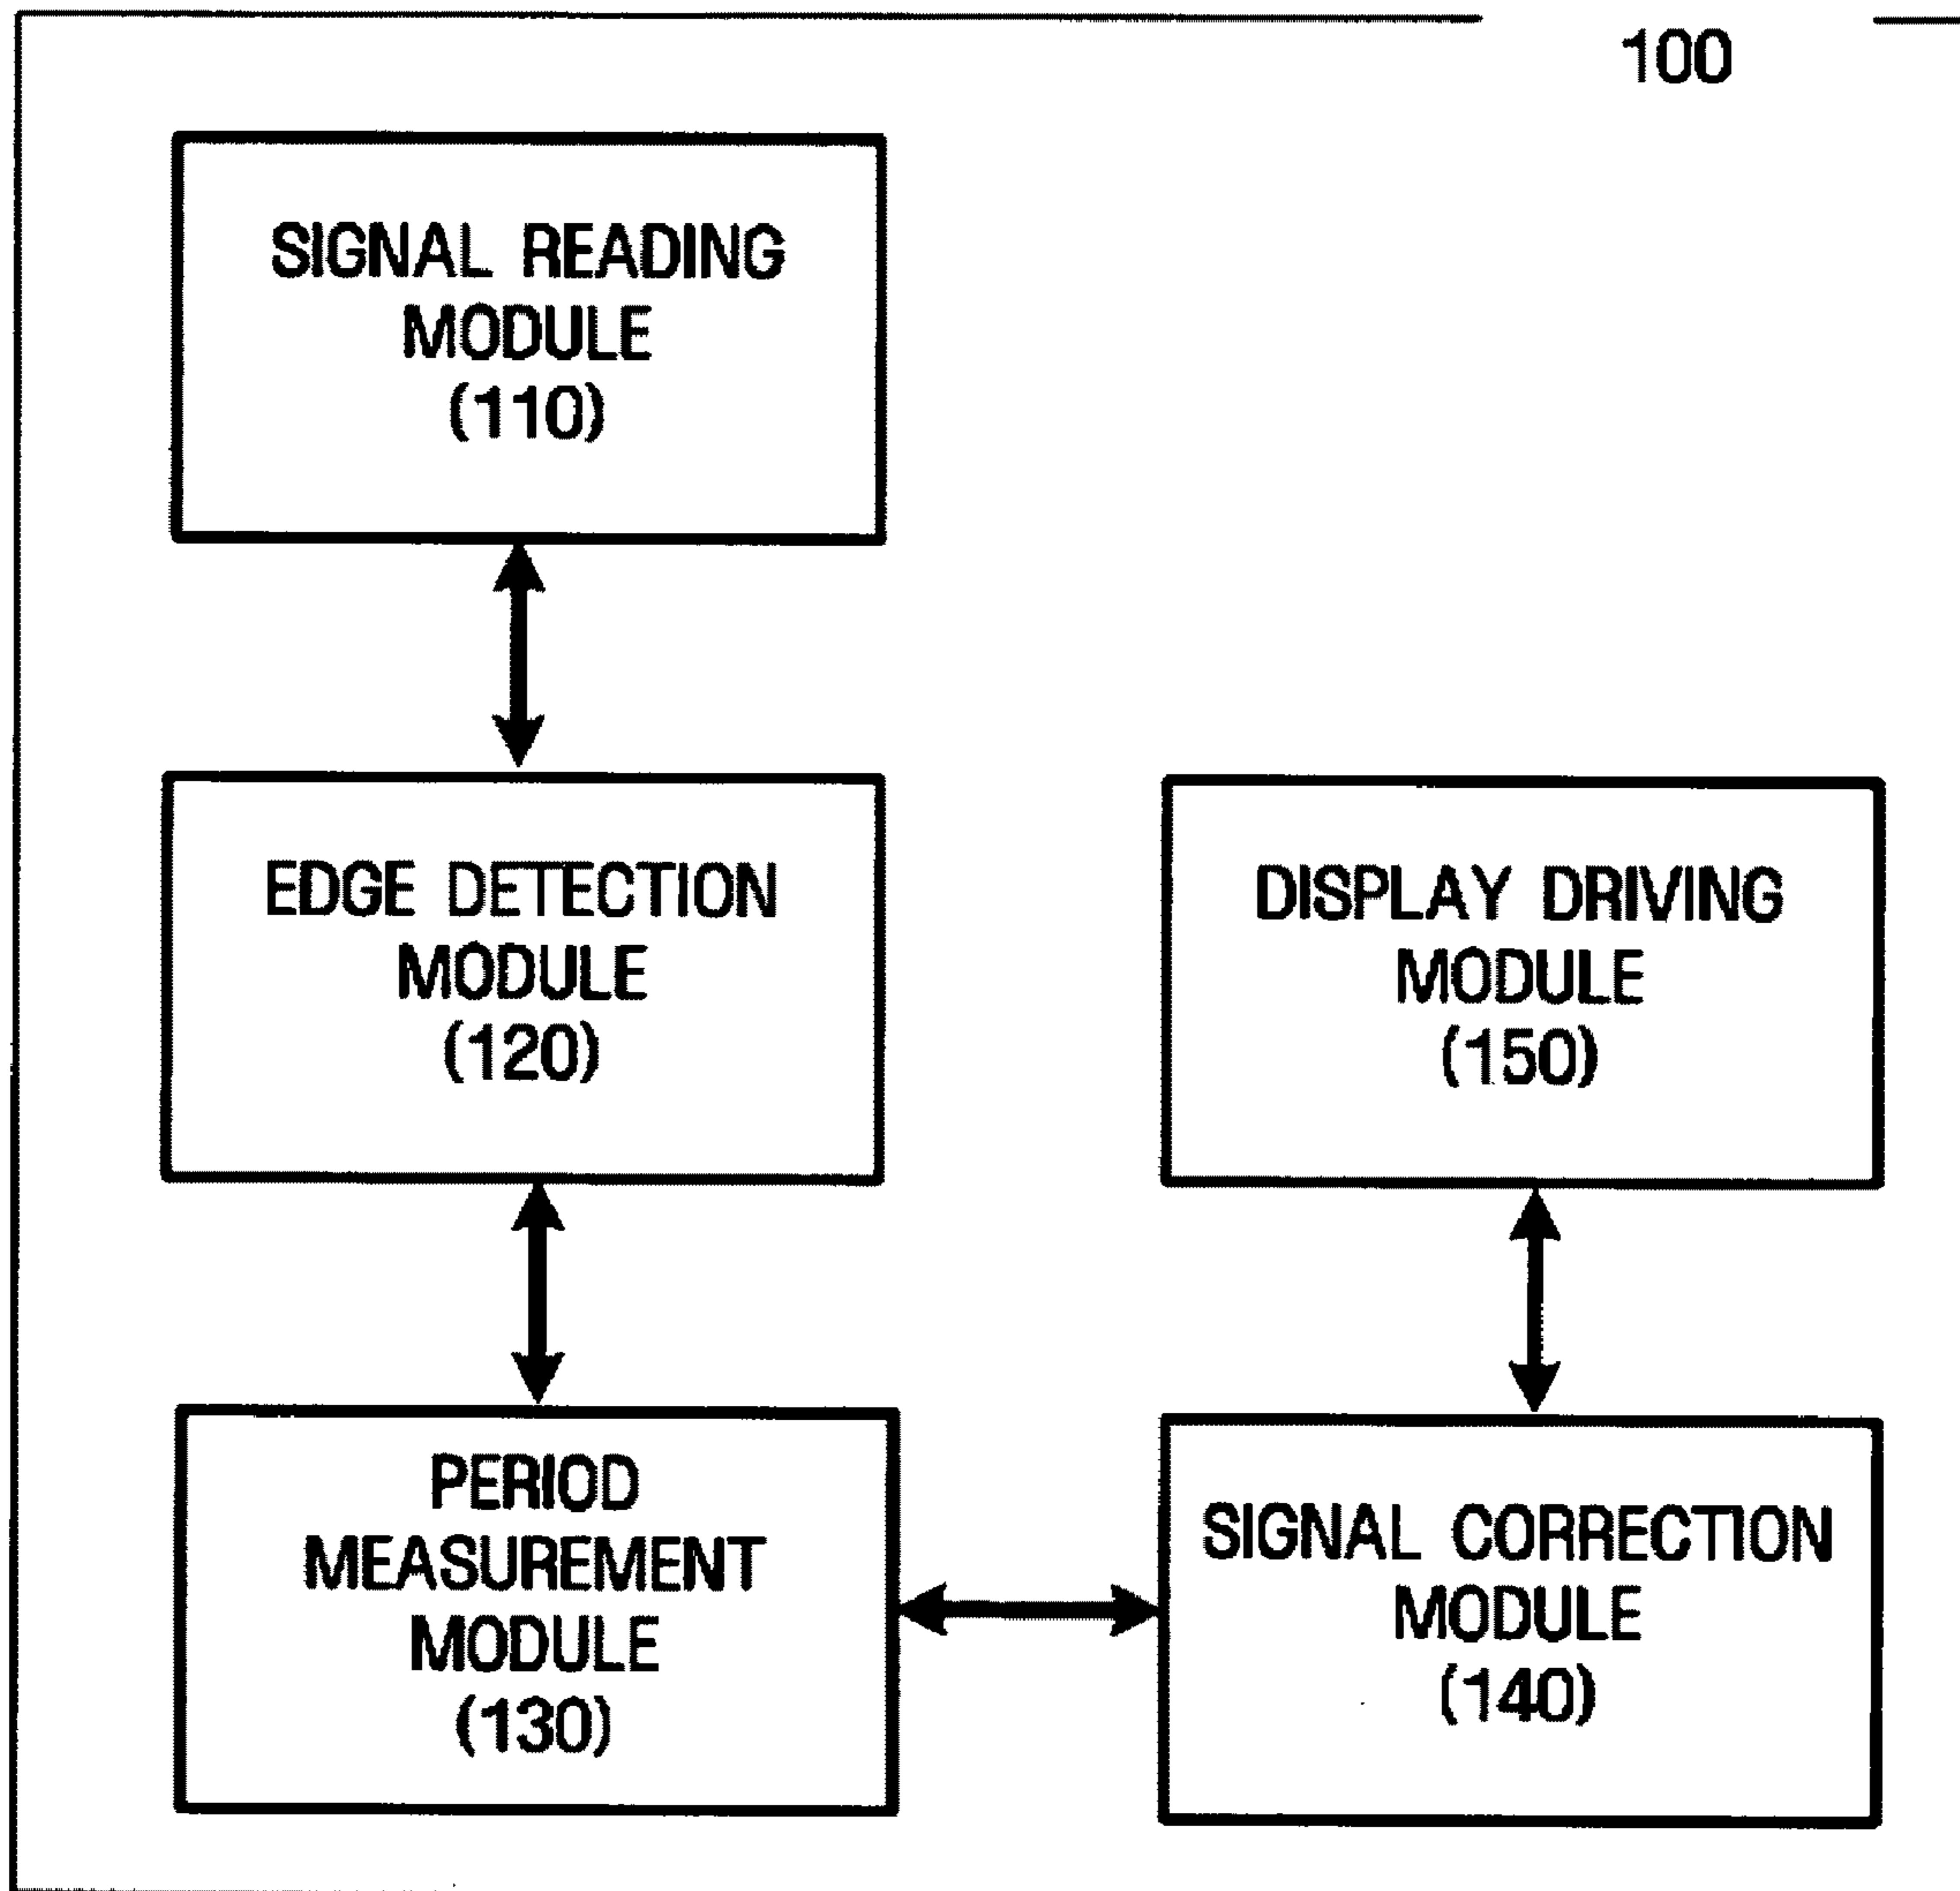 100
SIGNAL READING
MODULE
(110)
EDGE DETECTION
MODULE
(120)
DISPLAY DRIVING
MODULE
(150)
PERIOD
MEASUREMENT
MODULE
(130)
SIGNAL CORRECTION
MODULE
(140)